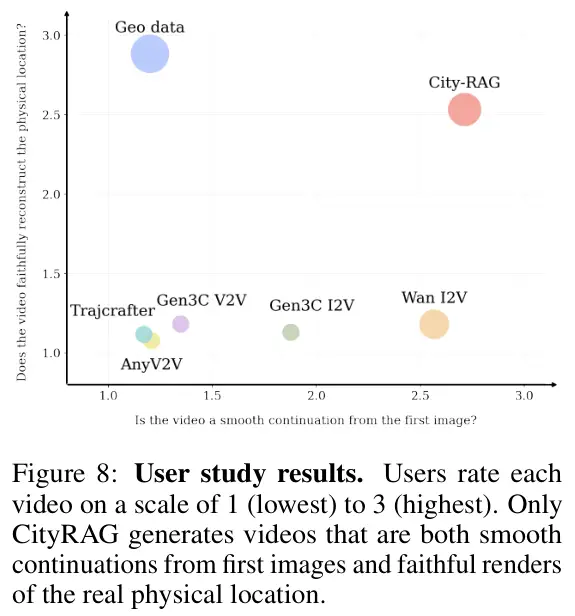 Does the video faithfully reconstruct the physical location?
3.0
2.5
2.0
1.5
1.0
Geo data
City-RAG
Trajcrafter
Gen3C V2V
Gen3C I2V
Wan I2V
AnyV2V
1.0 1.5 2.0 2.5 3.0
Is the video a smooth continuation from the first image?
Figure 8: User study results. Users rate each
video on a scale of 1 (lowest) to 3 (highest). Only
CityRAG generates videos that are both smooth
continuations from first images and faithful renders
of the real physical location.